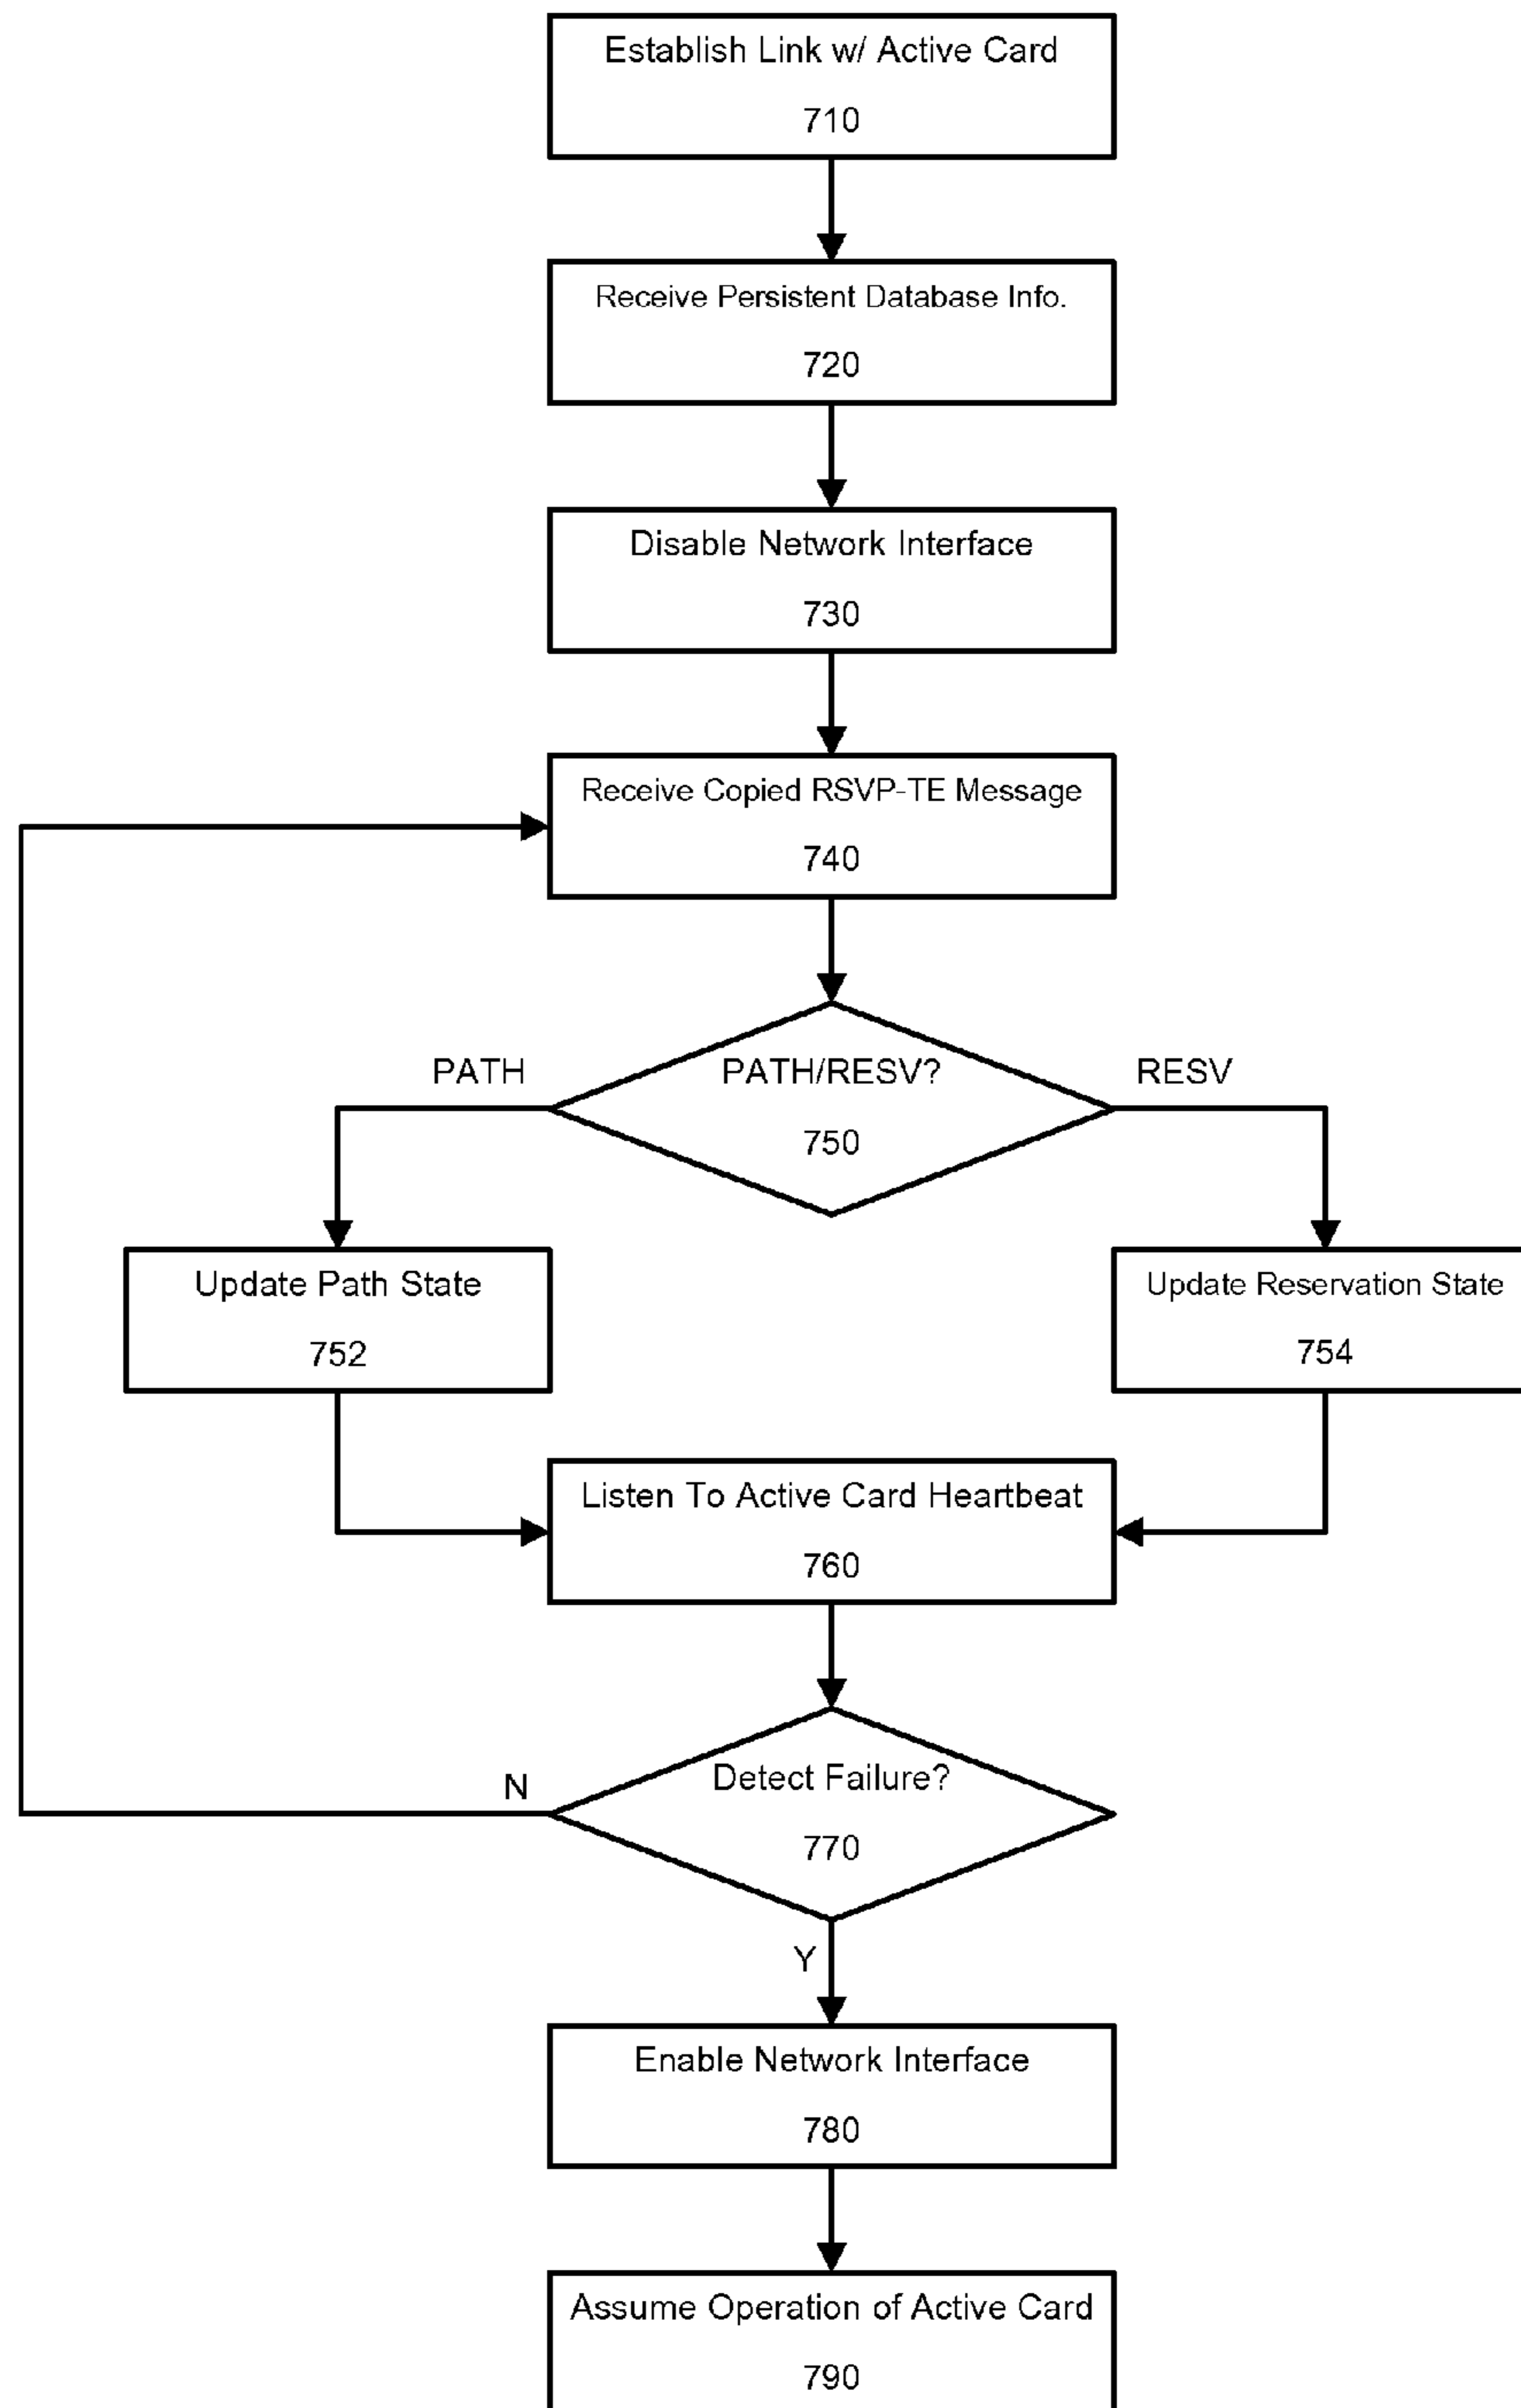 Establish Link w/ Active Card
710
Receive Persistent Database Info.
720
Disable Network Interface
730
Receive Copied RSVP-TE Message
740
PATH
PATH/RESV?
RESV
750
Update Path State
752
Update Reservation State
754
Listen To Active Card Heartbeat
760
N
Detect Failure?
770
Y
Enable Network Interface
780
Assume Operation of Active Card
790